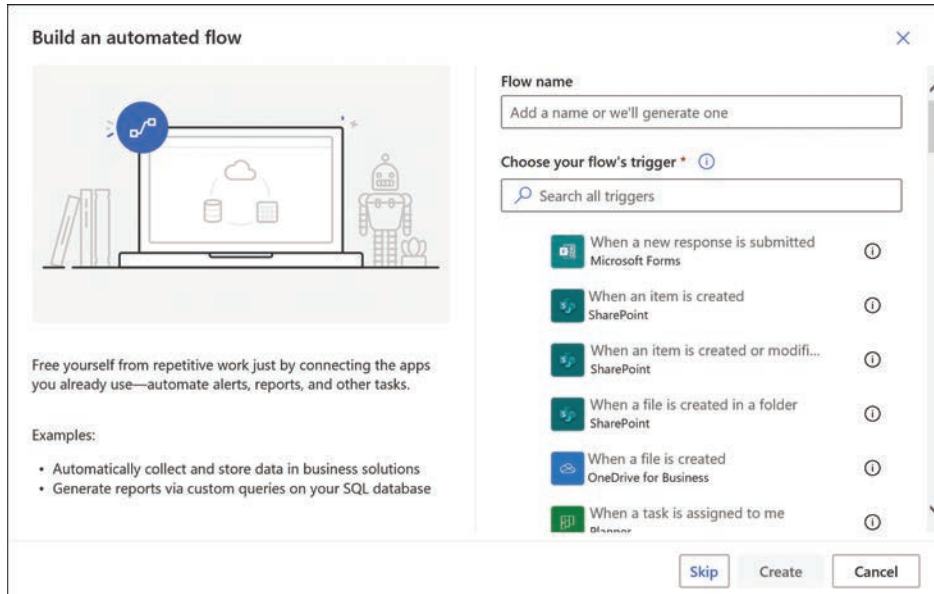 Build an automated flow
Free yourself from repetitive work just by connecting the apps
you already use—automate alerts, reports, and other tasks.
Examples:
• Automatically collect and store data in business solutions
• Generate reports via custom queries on your SQL database
Flow name
Add a name or we'll generate one
Choose your flow's trigger *
Search all triggers
When a new response is submitted
Microsoft Forms
When an item is created
SharePoint
When an item is created or modifi...
SharePoint
When a file is created in a folder
SharePoint
When a file is created
OneDrive for Business
When a task is assigned to me
Planner
Skip
Create
Cancel